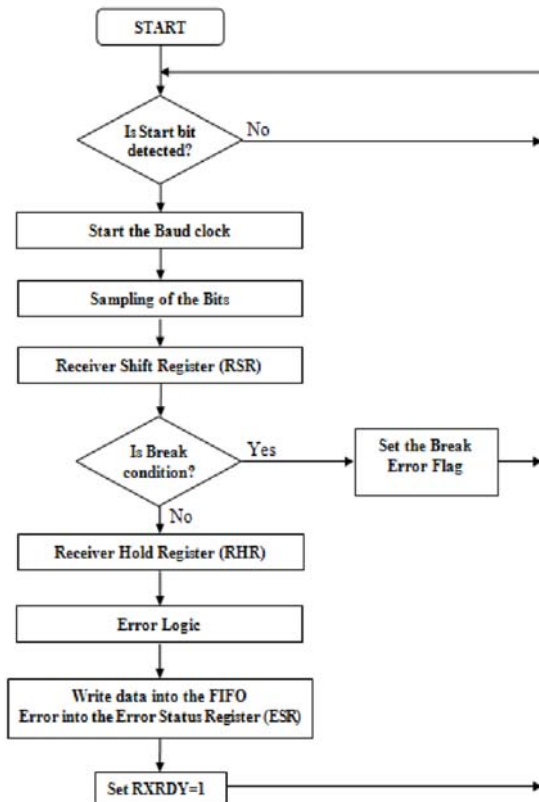 START
Is Start bit
detected?
No
Start the Baud clock
Sampling of the Bits
Receiver Shift Register (RSR)
Is Break
condition?
Yes
Set the Break
Error Flag
No
Receiver Hold Register (RHR)
Error Logic
Write data into the FIFO
Error into the Error Status Register (ESR)
Set RXRDY=1